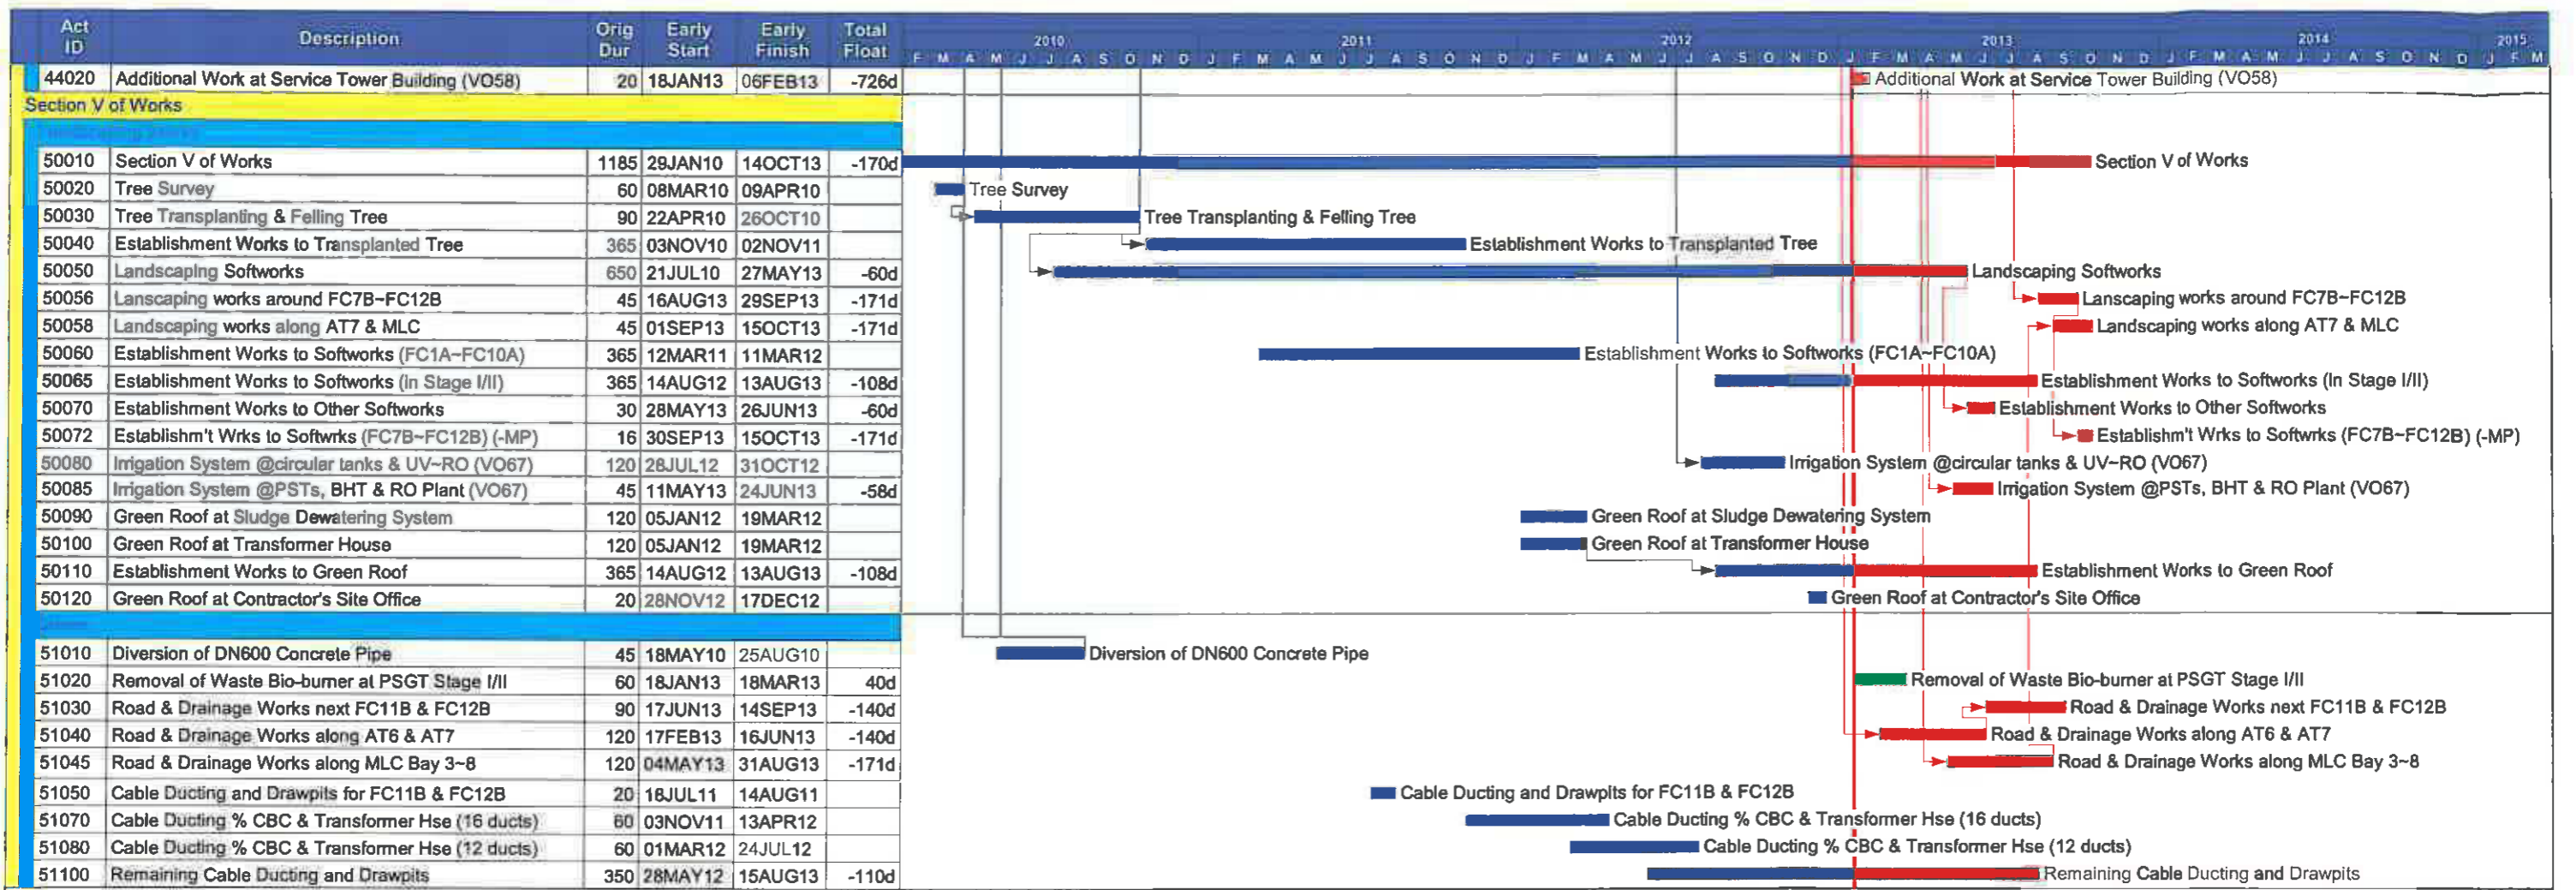 Act ID Description Orig Dur Early Start Early Finish Total Float 2010 2011 2012 2013 2014 2015
F M A M J J A S O N D J F M A M J J A S O N D J F M A M J J A S O N D J F M A M J J A S O N D J F M A M J J A S O N D J F M
44020 Additional Work at Service Tower Building (VO58) 20 18JAN13 06FEB13 -726d Additional Work at Service Tower Building (VO58)
Section V of Works
50010 Section V of Works 1185 29JAN10 14OCT13 -170d Section V of Works
50020 Tree Survey 60 08MAR10 09APR10 Tree Survey
50030 Tree Transplanting & Felling Tree 90 22APR10 26OCT10 Tree Transplanting & Felling Tree
50040 Establishment Works to Transplanted Tree 365 03NOV10 02NOV11 Establishment Works to Transplanted Tree
50050 Landscaping Softworks 650 21JUL10 27MAY13 -60d Landscaping Softworks
50056 Lanscaping works around FC7B~FC12B 45 16AUG13 29SEP13 -171d Lanscaping works around FC7B~FC12B
50058 Landscaping works along AT7 & MLC 45 01SEP13 15OCT13 -171d Landscaping works along AT7 & MLC
50060 Establishment Works to Softworks (FC1A~FC10A) 365 12MAR11 11MAR12 Establishment Works to Softworks (FC1A~FC10A)
50065 Establishment Works to Softworks (In Stage I/II) 365 14AUG12 13AUG13 -108d Establishment Works to Softworks (In Stage I/II)
50070 Establishment Works to Other Softworks 30 28MAY13 26JUN13 -60d Establishment Works to Other Softworks
50072 Establishm't Wrks to Softwrks (FC7B~FC12B) (-MP) 16 30SEP13 15OCT13 -171d Establishm't Wrks to Softwrks (FC7B~FC12B) (-MP)
50080 Irrigation System @circular tanks & UV~RO (VO67) 120 28JUL12 31OCT12 Irrigation System @circular tanks & UV~RO (VO67)
50085 Irrigation System @PSTs, BHT & RO Plant (VO67) 45 11MAY13 24JUN13 -58d Irrigation System @PSTs, BHT & RO Plant (VO67)
50090 Green Roof at Sludge Dewatering System 120 05JAN12 19MAR12 Green Roof at Sludge Dewatering System
50100 Green Roof at Transformer House 120 05JAN12 19MAR12 Green Roof at Transformer House
50110 Establishment Works to Green Roof 365 14AUG12 13AUG13 -108d Establishment Works to Green Roof
50120 Green Roof at Contractor's Site Office 20 28NOV12 17DEC12 Green Roof at Contractor's Site Office
51010 Diversion of DN600 Concrete Pipe 45 18MAY10 25AUG10 Diversion of DN600 Concrete Pipe
51020 Removal of Waste Bio-burner at PSGT Stage I/II 60 18JAN13 18MAR13 40d Removal of Waste Bio-burner at PSGT Stage I/II
51030 Road & Drainage Works next FC11B & FC12B 90 17JUN13 14SEP13 -140d Road & Drainage Works next FC11B & FC12B
51040 Road & Drainage Works along AT6 & AT7 120 17FEB13 16JUN13 -140d Road & Drainage Works along AT6 & AT7
51045 Road & Drainage Works along MLC Bay 3~8 120 04MAY13 31AUG13 -171d Road & Drainage Works along MLC Bay 3~8
51050 Cable Ducting and Drawpits for FC11B & FC12B 20 18JUL11 14AUG11 Cable Ducting and Drawpits for FC11B & FC12B
51070 Cable Ducting % CBC & Transformer Hse (16 ducts) 60 03NOV11 13APR12 Cable Ducting % CBC & Transformer Hse (16 ducts)
51080 Cable Ducting % CBC & Transformer Hse (12 ducts) 60 01MAR12 24JUL12 Cable Ducting % CBC & Transformer Hse (12 ducts)
51100 Remaining Cable Ducting and Drawpits 350 28MAY12 15AUG13 -110d Remaining Cable Ducting and Drawpits